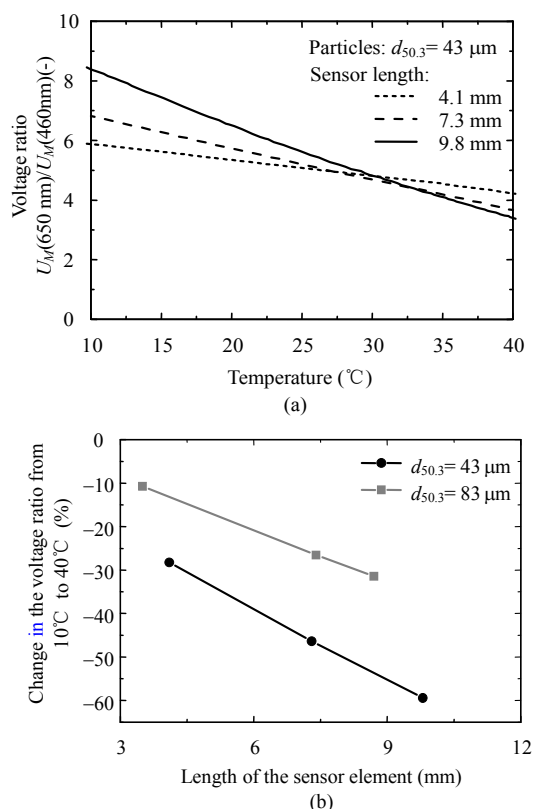 10
8
6
4
2
0
Voltage ratio
U_M(650 nm)/U_M(460nm)(-)
Particles: d50.3= 43 μm
Sensor length:
4.1 mm
7.3 mm
9.8 mm
10 15 20 25 30 35 40
Temperature (℃)
(a)
0
−10
−20
−30
−40
−50
−60
Change in the voltage ratio from
10℃ to 40℃ (%)
d50.3= 43 μm
d50.3= 83 μm
3 6 9 12
Length of the sensor element (mm)
(b)